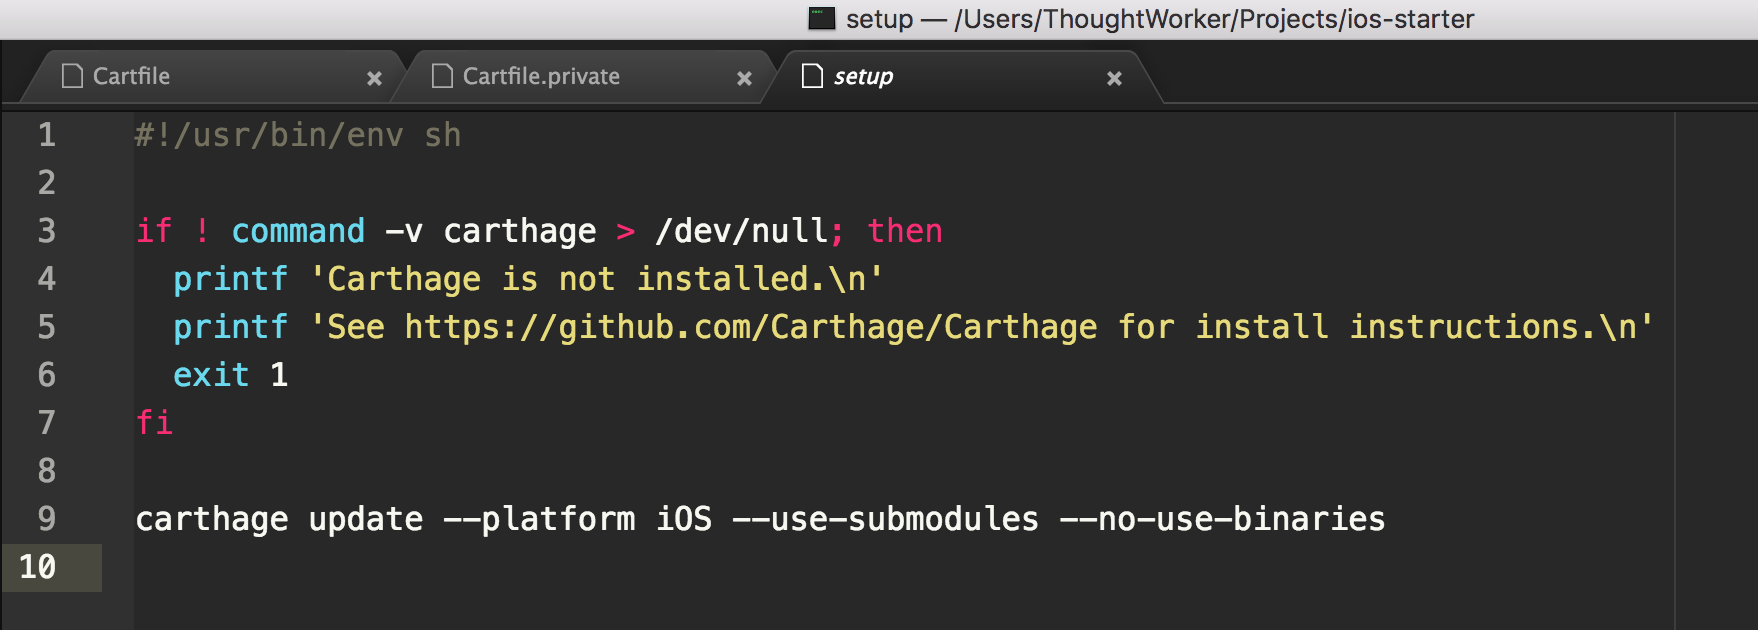 setup — /Users/ThoughtWorker/Projects/ios-starter
Cartfile × Cartfile.private × setup ×
1 #!/usr/bin/env sh
2
3 if ! command -v carthage > /dev/null; then
4 printf 'Carthage is not installed.\n'
5 printf 'See https://github.com/Carthage/Carthage for install instructions.\n'
6 exit 1
7 fi
8
9 carthage update --platform iOS --use-submodules --no-use-binaries
10